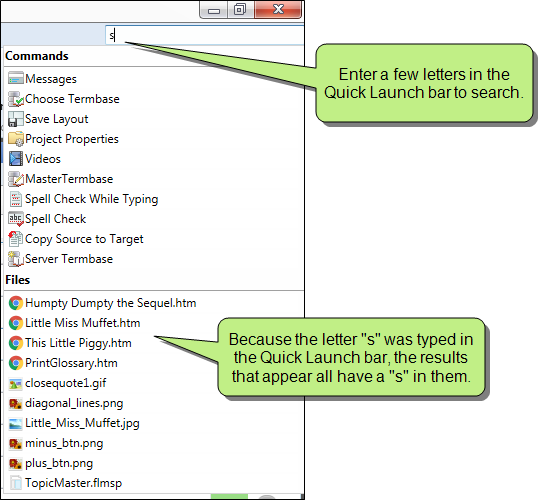 s
Enter a few letters in the
Quick Launch bar to search.
Commands
Messages
Choose Termbase
Save Layout
Project Properties
Videos
MasterTermbase
Spell Check While Typing
abc Spell Check
Copy Source to Target
Server Termbase
Files
Humpty Dumpty the Sequel.htm
Little Miss Muffet.htm
This Little Piggy.htm
PrintGlossary.htm
closequote1.gif
diagonal_lines.png
Little_Miss_Muffet.jpg
minus_btn.png
plus_btn.png
TopicMaster.flmsp
Because the letter "s" was typed in
the Quick Launch bar, the results
that appear all have a "s" in them.